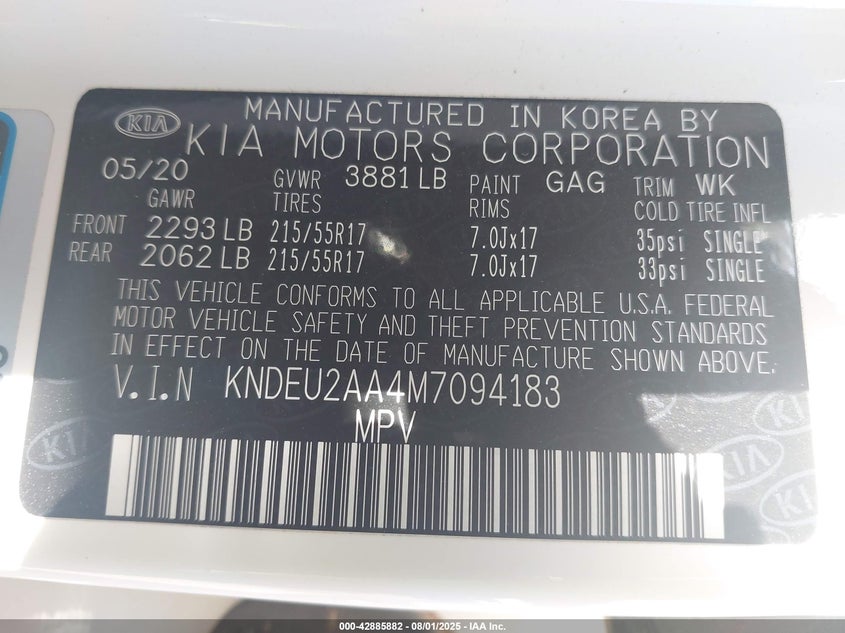 KIA
MANUFACTURED IN KOREA BY
KIA MOTORS CORPORATION
05/20 GVWR 3881 LB PAINT GAG TRIM WK
GAWR TIRES RIMS COLD TIRE INFL
FRONT 2293 LB 215/55R17 7.0Jx17 35psi SINGLE
REAR 2062 LB 215/55R17 7.0Jx17 33psi SINGLE
THIS VEHICLE CONFORMS TO ALL APPLICABLE U.S.A. FEDERAL
MOTOR VEHICLE SAFETY AND THEFT PREVENTION STANDARDS
IN EFFECT ON THE DATE OF MANUFACTURE SHOWN ABOVE.
V.I.N KNDEU2AA4M7094183
MPV
KIA
KIA
KIA
000-42885882 - 08/01/2025 - IAA Inc.